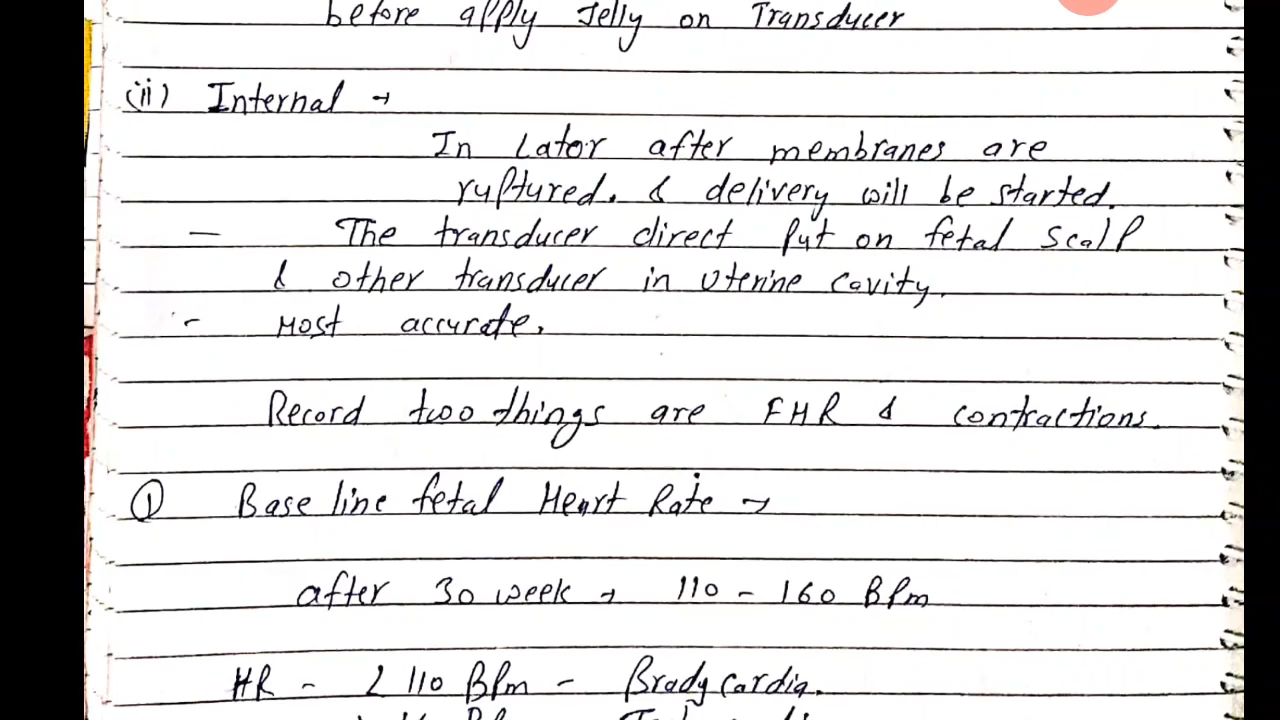 before apply Jelly on Transducer
(ii) Internal →
In Lator after membranes are
ruptured. & delivery will be started.
— The transducer direct Put on fetal scalp
& other transducer in uterine cavity.
- Most accurate.
Record two things are FHR & contractions.
① Base line fetal Heart Rate →
after 30 week → 110 - 160 BPm
HR - < 110 BPm - Bradycardia.